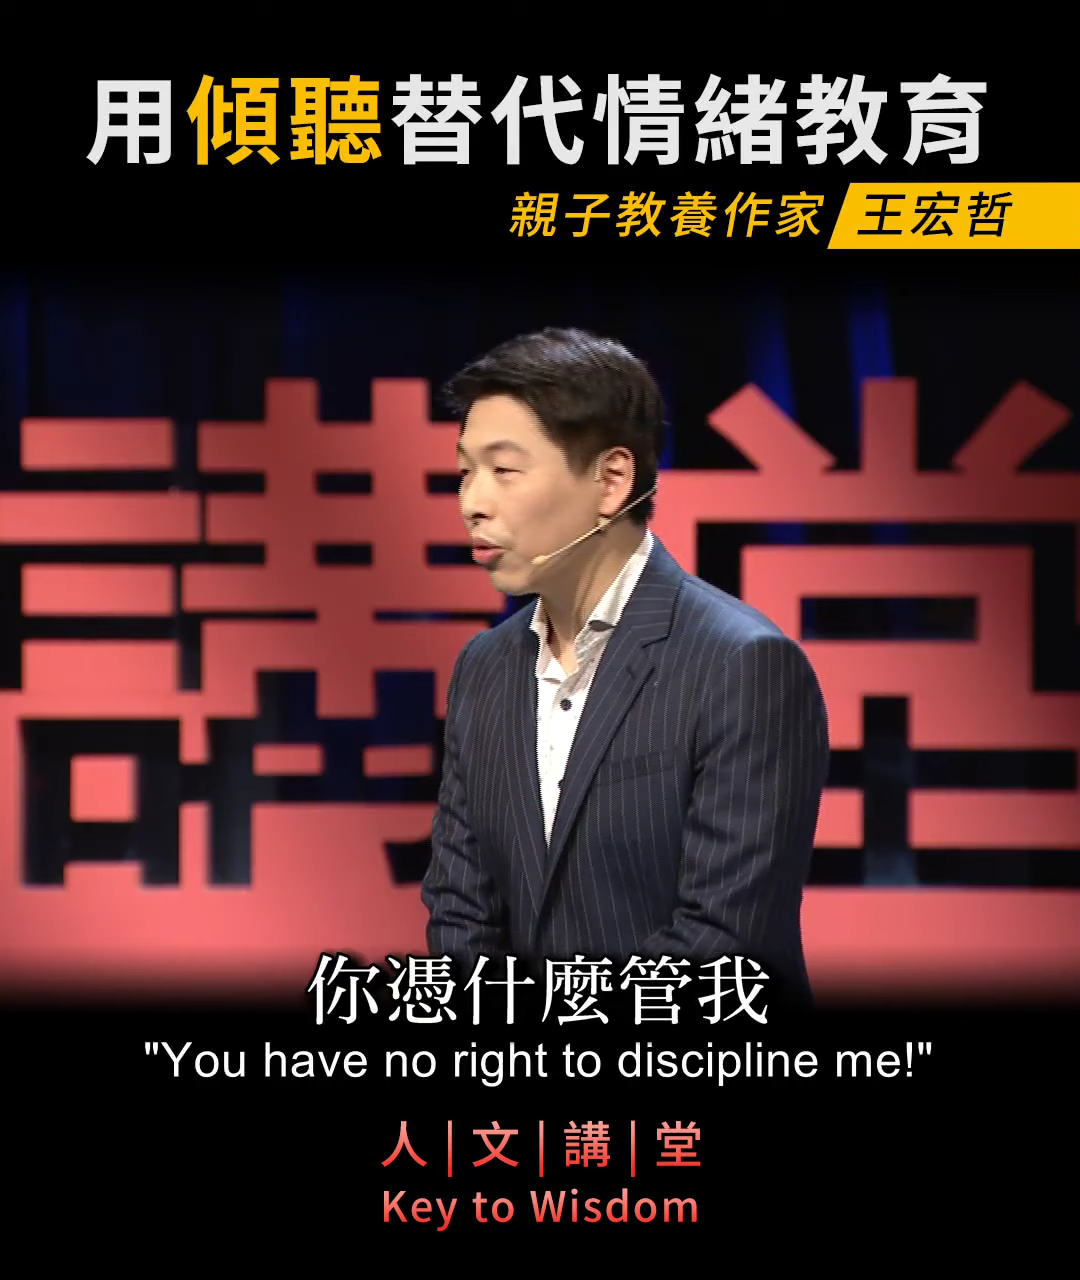 用傾聽替代情緒教育
親子教養作家 王宏哲
講堂
你憑什麼管我
"You have no right to discipline me!"
人|文|講|堂
Key to Wisdom